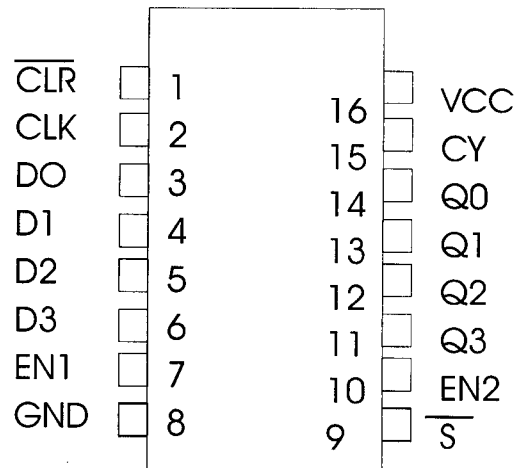 C̅L̅R̅ 1
CLK 2
DO 3
D1 4
D2 5
D3 6
EN1 7
GND 8
16 VCC
15 CY
14 Q0
13 Q1
12 Q2
11 Q3
10 EN2
9 S̅